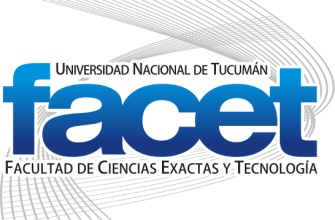 UNIVERSIDAD NACIONAL DE TUCUMÁN
facet
FACULTAD DE CIENCIAS EXACTAS Y TECNOLOGÍA